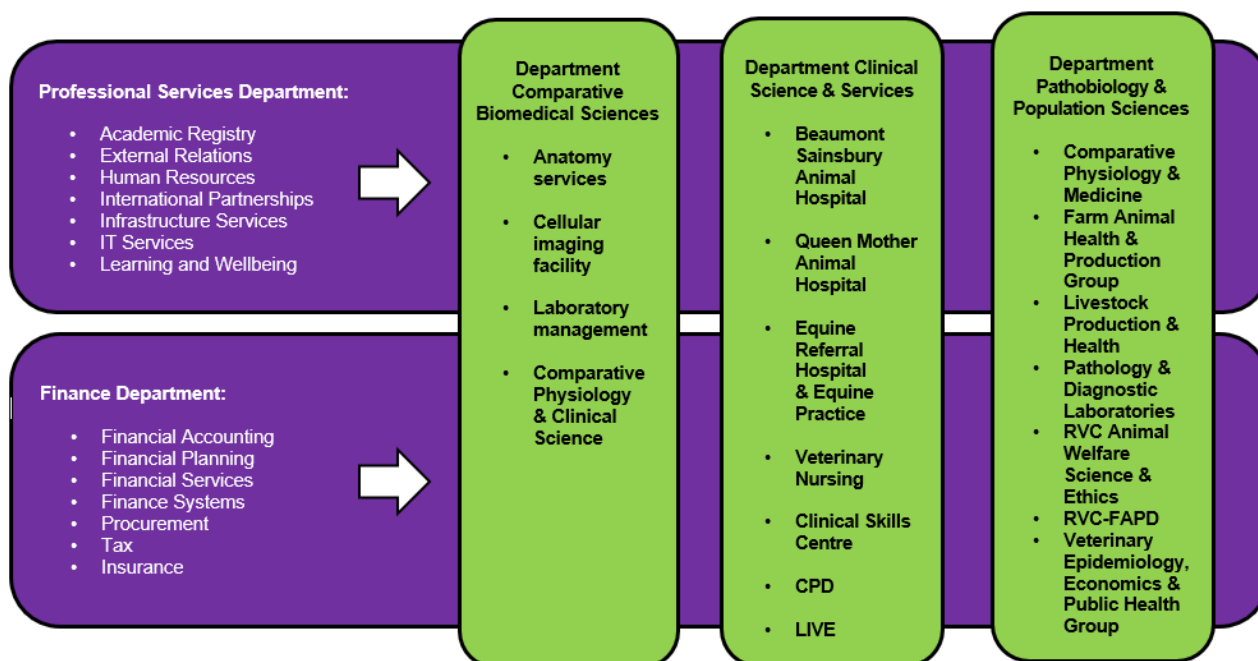 Professional Services Department:
• Academic Registry
• External Relations
• Human Resources
• International Partnerships
• Infrastructure Services
• IT Services
• Learning and Wellbeing
Finance Department:
• Financial Accounting
• Financial Planning
• Financial Services
• Finance Systems
• Procurement
• Tax
• Insurance
Department
Comparative
Biomedical Sciences
• Anatomy
services
• Cellular
imaging
facility
• Laboratory
management
• Comparative
Physiology
& Clinical
Science
Department Clinical
Science & Services
• Beaumont
Sainsbury
Animal
Hospital
• Queen Mother
Animal
Hospital
• Equine
Referral
Hospital
& Equine
Practice
• Veterinary
Nursing
• Clinical Skills
Centre
• CPD
• LIVE
Department
Pathobiology &
Population Sciences
• Comparative
Physiology &
Medicine
• Farm Animal
Health &
Production
Group
• Livestock
Production &
Health
• Pathology &
Diagnostic
Laboratories
• RVC Animal
Welfare
Science &
Ethics
• RVC-FAPD
• Veterinary
Epidemiology,
Economics &
Public Health
Group